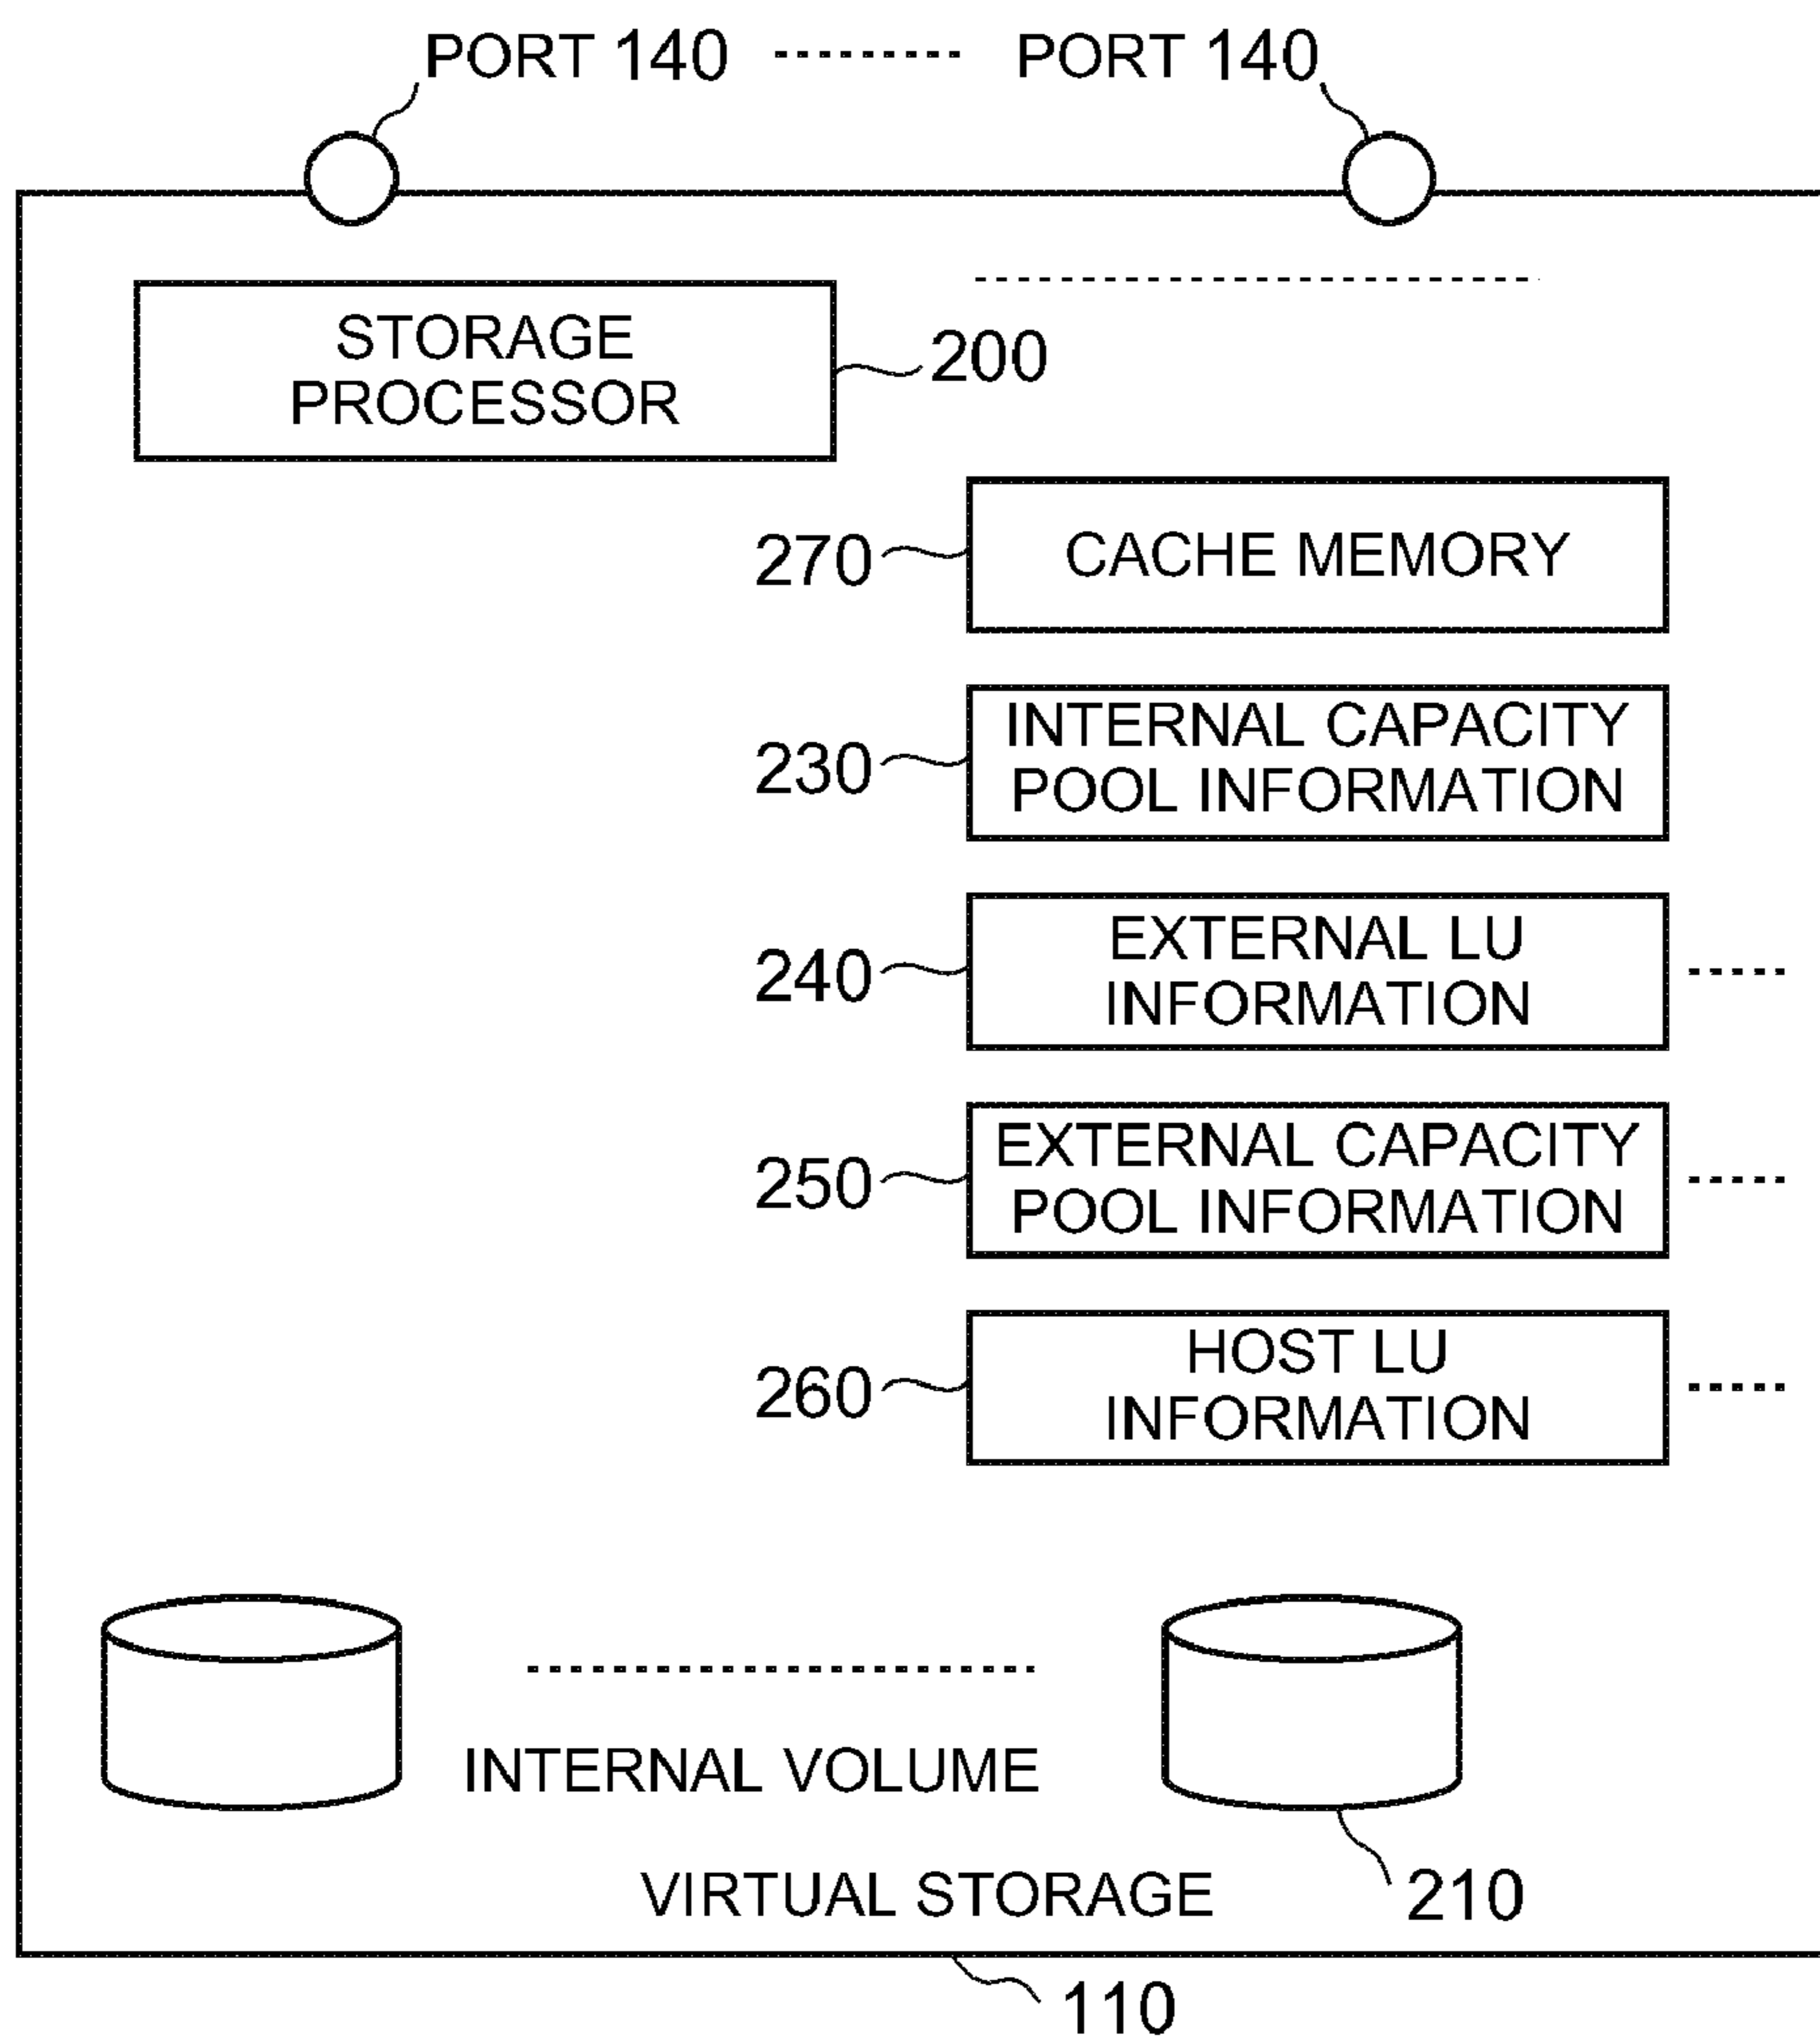 PORT 140 PORT 140
STORAGE
PROCESSOR
200
270
CACHE MEMORY
230
INTERNAL CAPACITY
POOL INFORMATION
240
EXTERNAL LU
INFORMATION
250
EXTERNAL CAPACITY
POOL INFORMATION
260
HOST LU
INFORMATION
INTERNAL VOLUME
210
VIRTUAL STORAGE
110